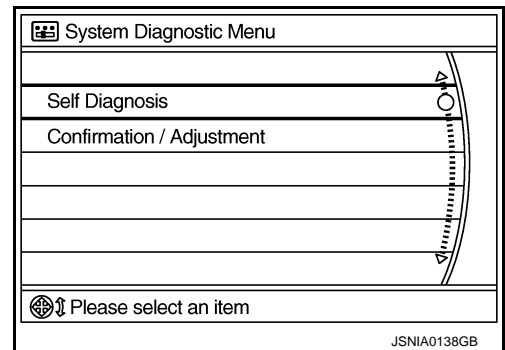 System Diagnostic Menu
Self Diagnosis
Confirmation / Adjustment
Please select an item
JSNIA0138GB